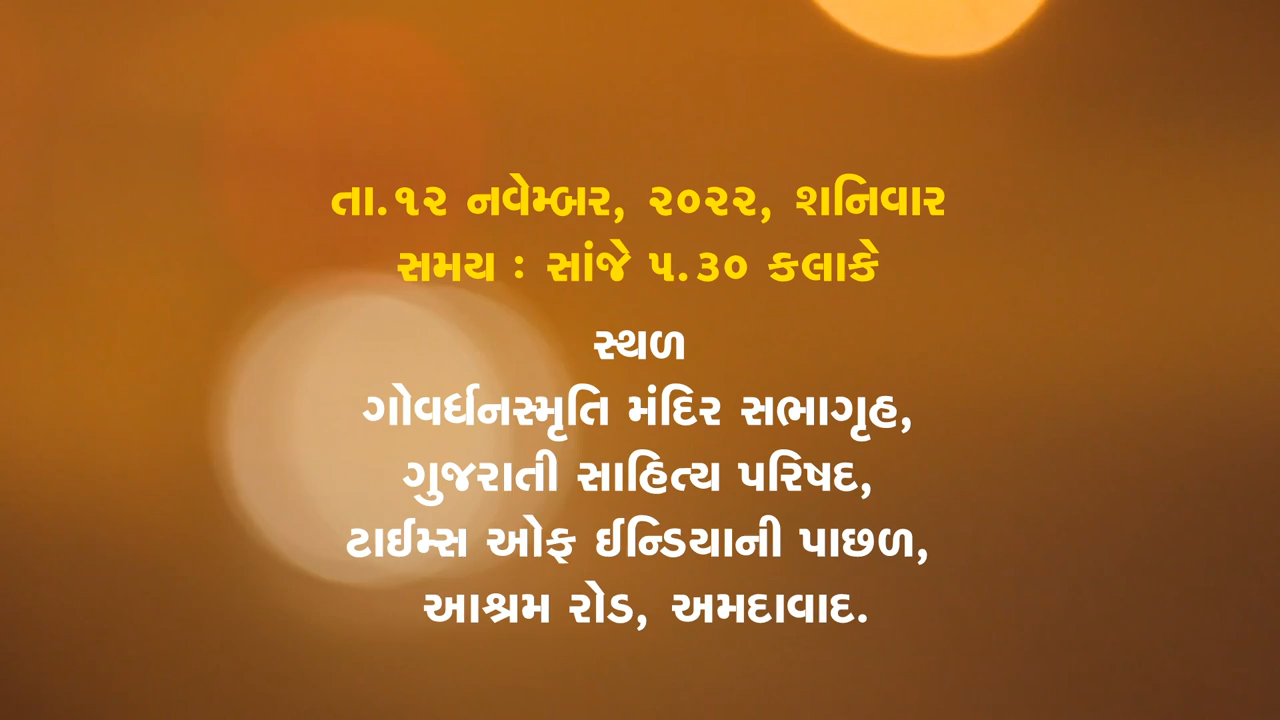 તા.૧૨ નવેમ્બર, ૨૦૨૨, શનિવાર
સમય : સાંજે ૫.૩૦ કલાકે
સ્થળ
ગોવર્ધનસ્મૃતિ મંદિર સભાગૃહ,
ગુજરાતી સાહિત્ય પરિષદ,
ટાઈમ્સ ઓફ ઈન્ડિયાની પાછળ,
આશ્રમ રોડ, અમદાવાદ.